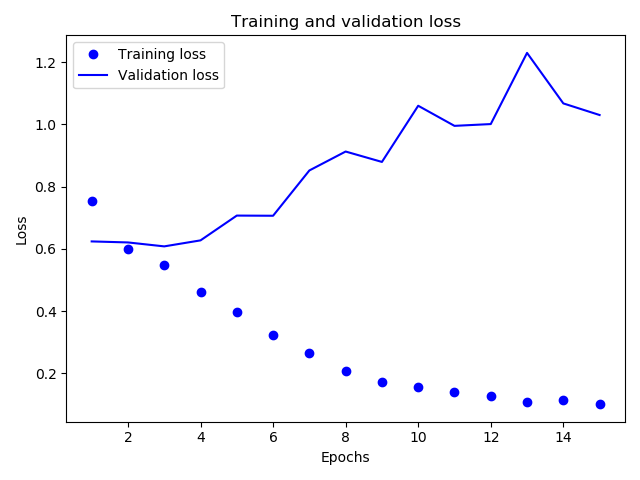 Training and validation loss
Training loss
Validation loss
1.2
1.0
0.8
0.6
0.4
0.2
Loss
2 4 6 8 10 12 14
Epochs